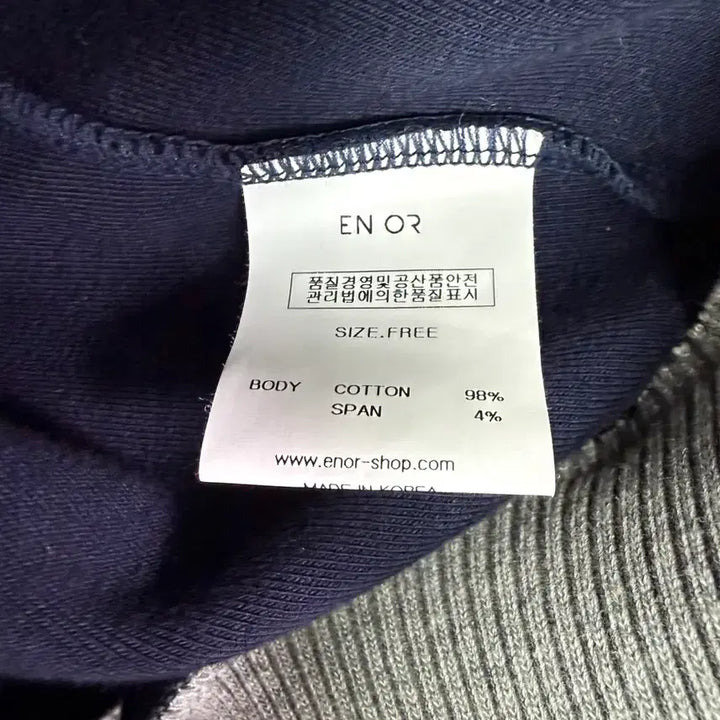 EN OR
품질경영및공산품안전
관리법에의한품질표시
SIZE.FREE
BODY COTTON 98%
SPAN 4%
www.enor-shop.com
MADE IN KOREA